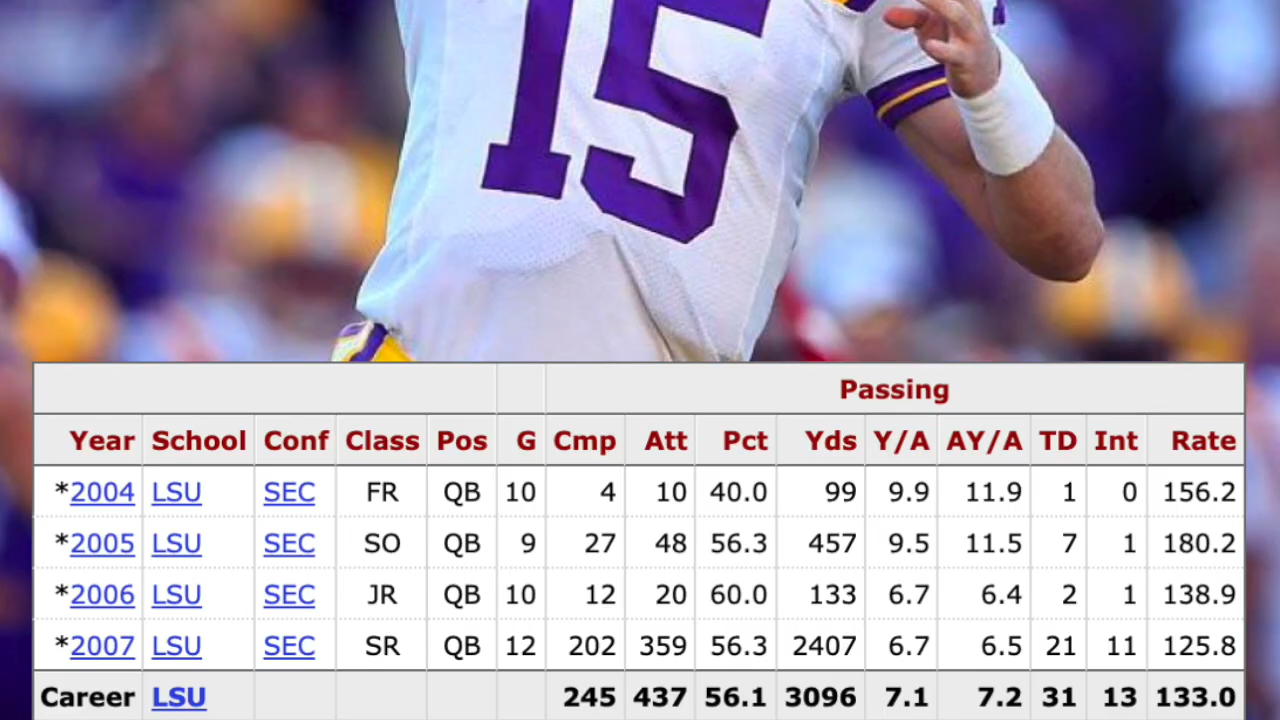 15
Passing
Year School Conf Class Pos G Cmp Att Pct Yds Y/A AY/A TD Int Rate
*2004 LSU SEC FR QB 10 4 10 40.0 99 9.9 11.9 1 0 156.2
*2005 LSU SEC SO QB 9 27 48 56.3 457 9.5 11.5 7 1 180.2
*2006 LSU SEC JR QB 10 12 20 60.0 133 6.7 6.4 2 1 138.9
*2007 LSU SEC SR QB 12 202 359 56.3 2407 6.7 6.5 21 11 125.8
Career LSU 245 437 56.1 3096 7.1 7.2 31 13 133.0